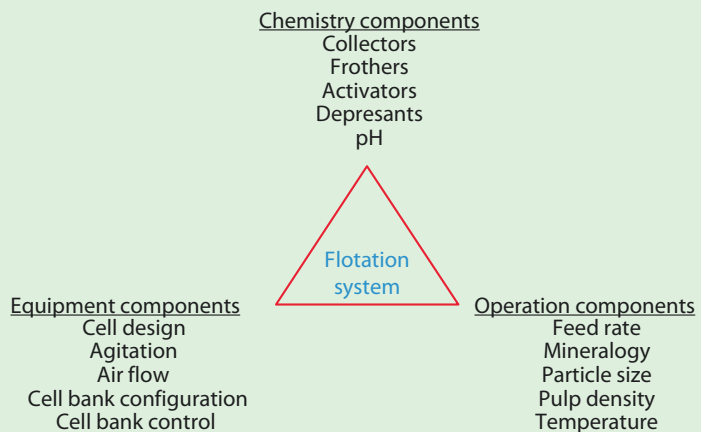 Chemistry components
Collectors
Frothers
Activators
Depresants
pH
Flotation
system
Equipment components
Cell design
Agitation
Air flow
Cell bank configuration
Cell bank control
Operation components
Feed rate
Mineralogy
Particle size
Pulp density
Temperature